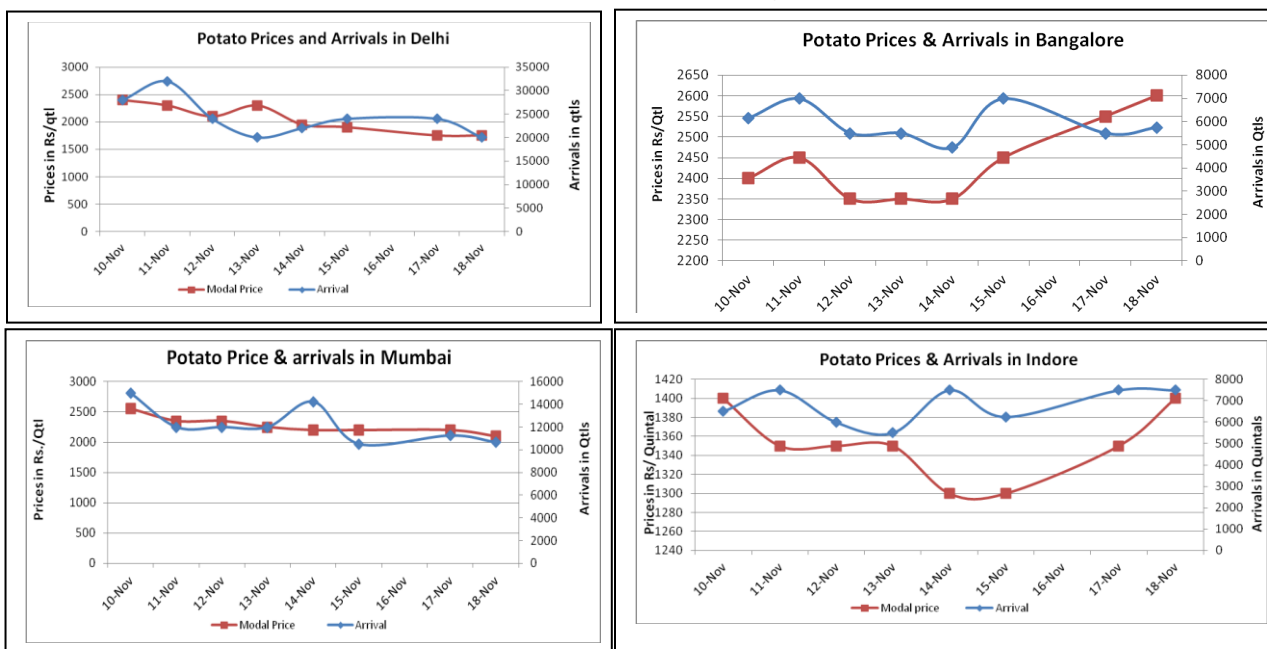 Potato Prices and Arrivals in Delhi
Prices in Rs/qtl
3000
2500
2000
1500
1000
500
0
35000
30000
25000
20000
15000
10000
5000
0
Arrivals in qtls
10-Nov
11-Nov
12-Nov
13-Nov
14-Nov
15-Nov
16-Nov
17-Nov
18-Nov
Modal Price
Arrival
Potato Prices & Arrivals in Bangalore
Prices in Rs/Qtl
2650
2600
2550
2500
2450
2400
2350
2300
2250
2200
8000
7000
6000
5000
4000
3000
2000
1000
0
Arrivals in Qtls
10-Nov
11-Nov
12-Nov
13-Nov
14-Nov
15-Nov
16-Nov
17-Nov
18-Nov
Potato Price & arrivals in Mumbai
Prices in Rs./Qtl
3000
2500
2000
1500
1000
500
0
16000
14000
12000
10000
8000
6000
4000
2000
0
Arrivals in Qtls
10-Nov
11-Nov
12-Nov
13-Nov
14-Nov
15-Nov
16-Nov
17-Nov
18-Nov
Modal Price
Arrival
Potato Prices & Arrivals in Indore
Prices in Rs/ Quintal
1420
1400
1380
1360
1340
1320
1300
1280
1260
1240
8000
7000
6000
5000
4000
3000
2000
1000
0
Arrivals in Quintals
10-Nov
11-Nov
12-Nov
13-Nov
14-Nov
15-Nov
16-Nov
17-Nov
18-Nov
Modal price
Arrival